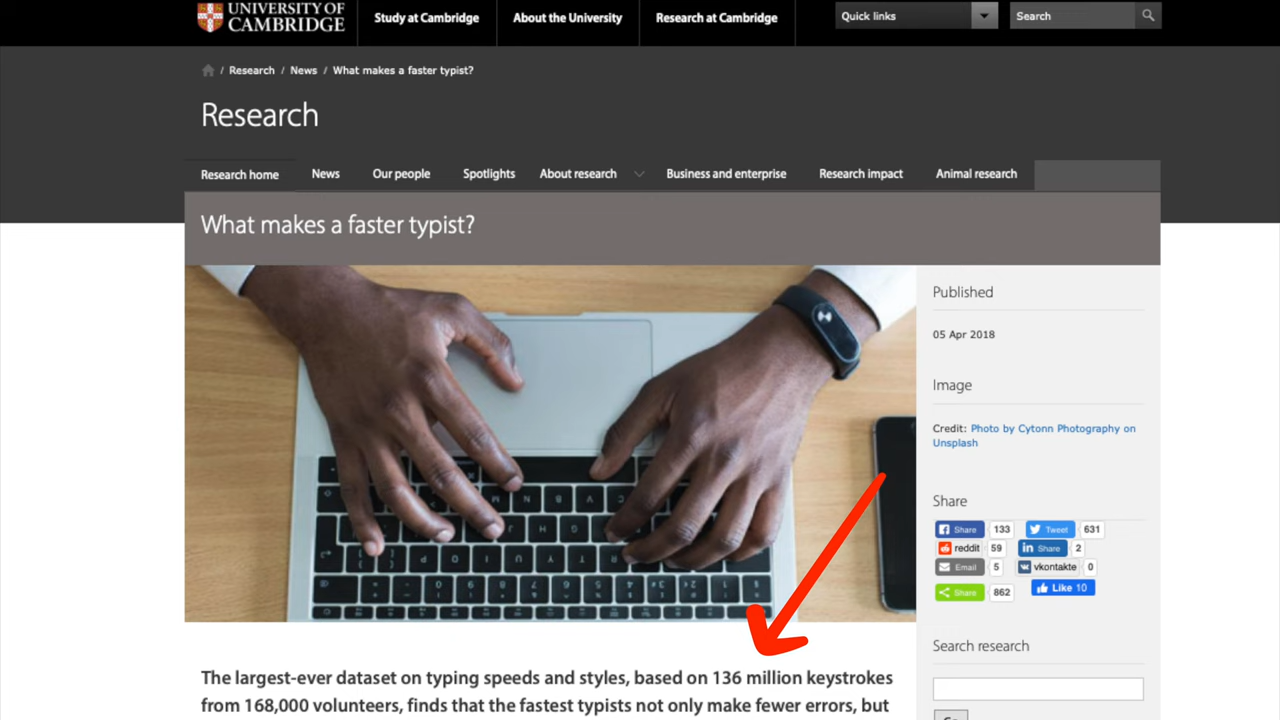 UNIVERSITY OF
CAMBRIDGE
Study at Cambridge
About the University
Research at Cambridge
Quick links
Search
/ Research / News / What makes a faster typist?
Research
Research home
News
Our people
Spotlights
About research
Business and enterprise
Research impact
Animal research
What makes a faster typist?
Published
05 Apr 2018
Image
Credit: Photo by Cytonn Photography on
Unsplash
Share
Share 133
Tweet 631
reddit 59
in Share 2
Email 5
vkontakte 0
Share 862
Like 10
Search research
The largest-ever dataset on typing speeds and styles, based on 136 million keystrokes
from 168,000 volunteers, finds that the fastest typists not only make fewer errors, but